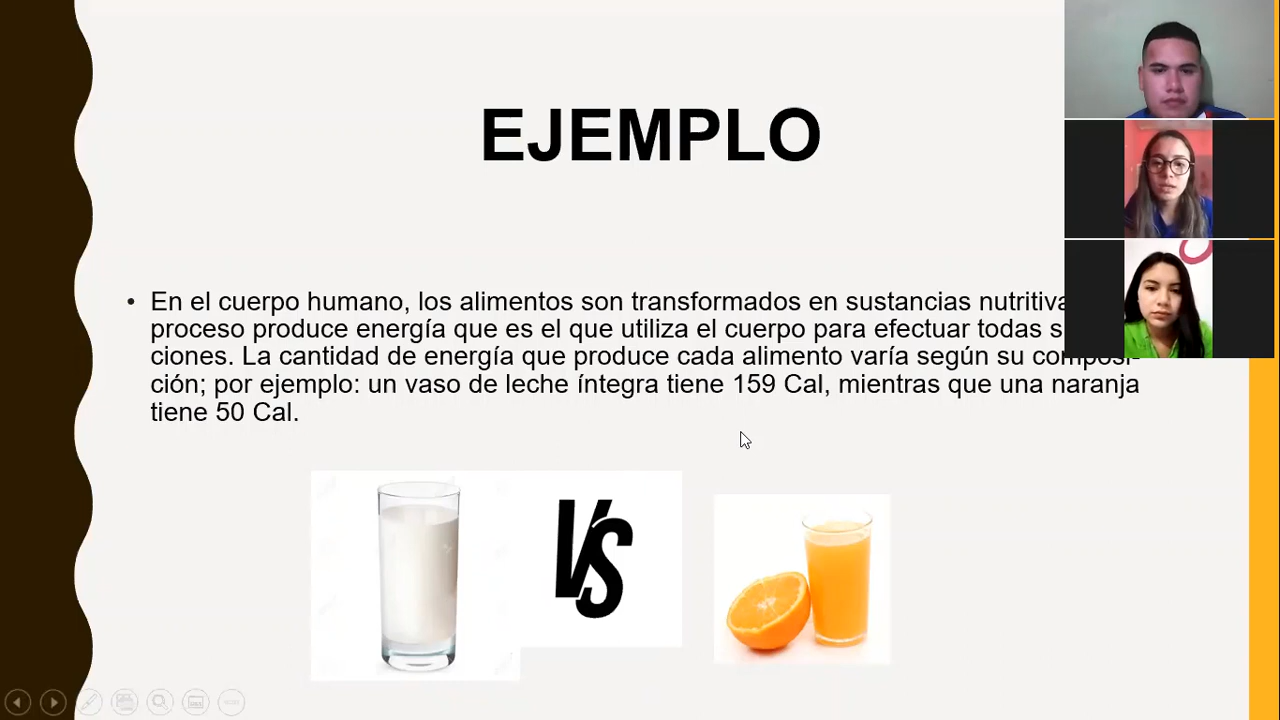 EJEMPLO
• En el cuerpo humano, los alimentos son transformados en sustancias
proceso produce energía que es el que utiliza el cuerpo para efectuar todas
ciones. La cantidad de energía que produce cada alimento varía según su composi-
ción; por ejemplo: un vaso de leche íntegra tiene 159 Cal, mientras que una naranja
tiene 50 Cal.
VS